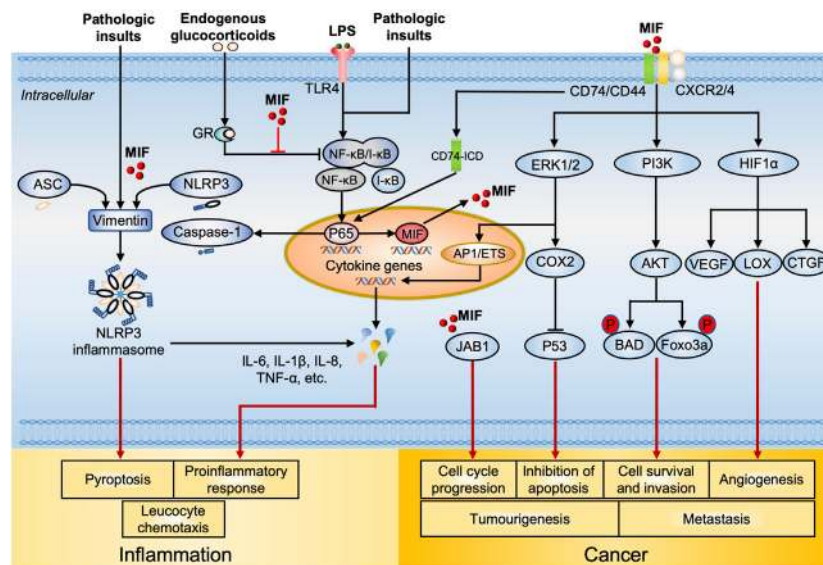 Pathologic
insults
Endogenous
glucocorticoids
LPS
Pathologic
insults
MIF
TLR4
CD74/CD44
CXCR2/4
Intracellular
MIF
GR
NF-κB/I-κB
CD74-ICD
ERK1/2
PI3K
HIF1α
MIF
NF-κB
I-κB
MIF
ASC
NLRP3
Vimentin
Caspase-1
P65
MIF
AP1/ETS
Cytokine genes
COX2
AKT
VEGF
LOX
CTGF
MIF
P
P
NLRP3
inflammasome
JAB1
P53
BAD
Foxo3a
IL-6, IL-1β, IL-8,
TNF-α, etc.
Pyroptosis
Proinflammatory
response
Leucocyte
chemotaxis
Cell cycle
progression
Inhibition of
apoptosis
Cell survival
and invasion
Angiogenesis
Tumourigenesis
Metastasis
Inflammation
Cancer